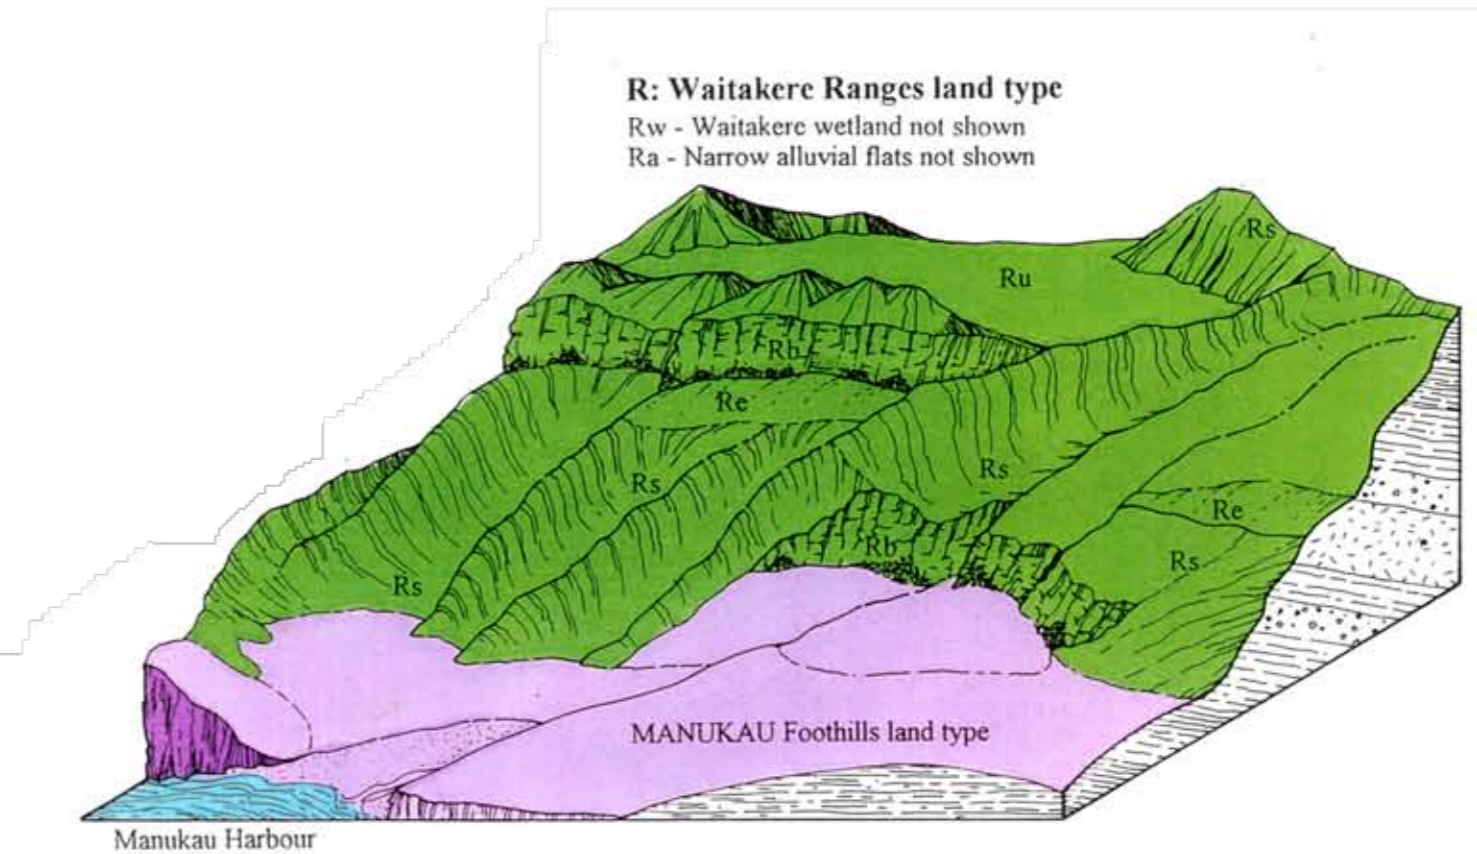 R: Waitakere Ranges land type
Rw - Waitakere wetland not shown
Ra - Narrow alluvial flats not shown
Rs
Ru
Rb
Re
Rs
Rs
Re
Rb
Rs
Rs
MANUKAU Foothills land type
Manukau Harbour